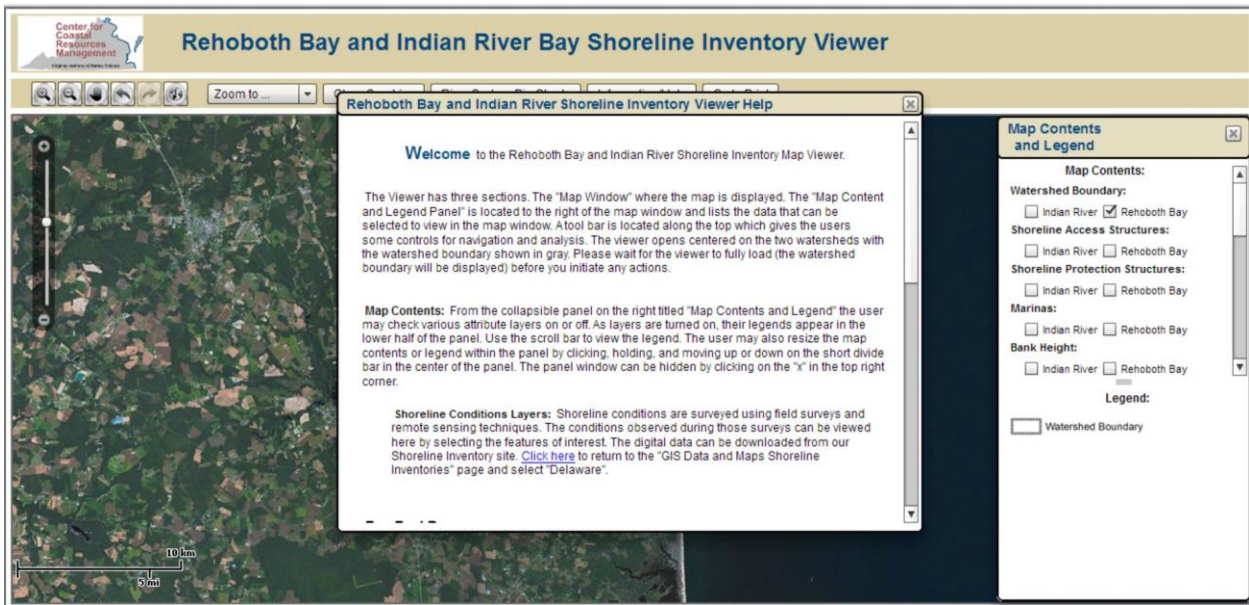 Center for
Coastal
Resources
Management
Rehoboth Bay and Indian River Bay Shoreline Inventory Viewer
Zoom to ...
Rehoboth Bay and Indian River Shoreline Inventory Viewer Help
Welcome to the Rehoboth Bay and Indian River Shoreline Inventory Map Viewer.
The Viewer has three sections. The "Map Window" where the map is displayed. The "Map Content
and Legend Panel" is located to the right of the map window and lists the data that can be
selected to view in the map window. A tool bar is located along the top which gives the users
some controls for navigation and analysis. The viewer opens centered on the two watersheds with
the watershed boundary shown in gray. Please wait for the viewer to fully load (the watershed
boundary will be displayed) before you initiate any actions.
Map Contents: From the collapsible panel on the right titled "Map Contents and Legend" the user
may check various attribute layers on or off. As layers are turned on, their legends appear in the
lower half of the panel. Use the scroll bar to view the legend. The user may also resize the map
contents or legend within the panel by clicking, holding, and moving up or down on the short divide
bar in the center of the panel. The panel window can be hidden by clicking on the "x" in the top right
corner.
Shoreline Conditions Layers: Shoreline conditions are surveyed using field surveys and
remote sensing techniques. The conditions observed during those surveys can be viewed
here by selecting the features of interest. The digital data can be downloaded from our
Shoreline Inventory site. Click here to return to the "GIS Data and Maps Shoreline
Inventories" page and select "Delaware".
Map Contents
and Legend
Map Contents:
Watershed Boundary:
Indian River Rehoboth Bay
Shoreline Access Structures:
Indian River Rehoboth Bay
Shoreline Protection Structures:
Indian River Rehoboth Bay
Marinas:
Indian River Rehoboth Bay
Bank Height:
Indian River Rehoboth Bay
Legend:
Watershed Boundary
10 km
5 mi